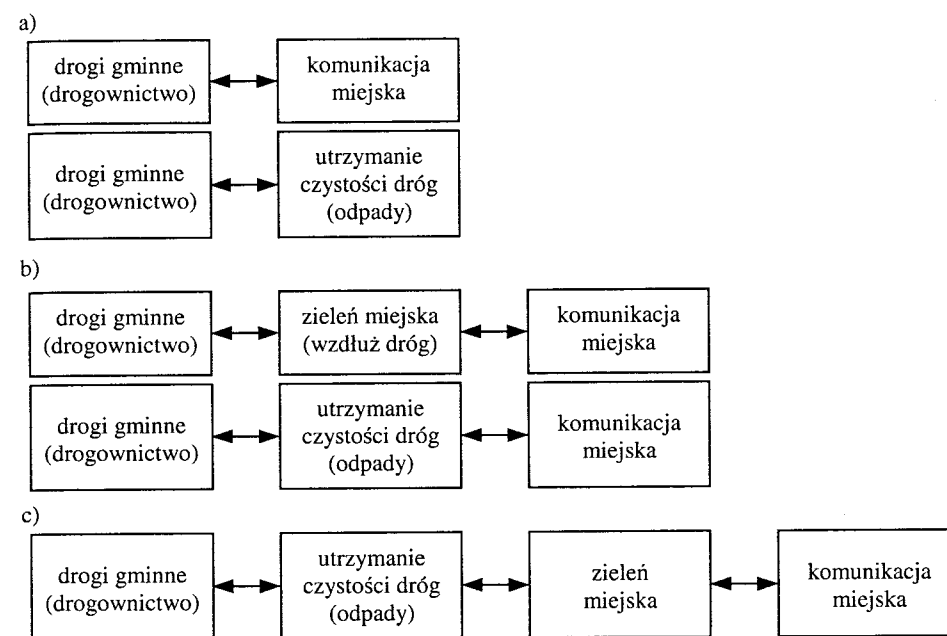 a)
drogi gminne
(drogownictwo)
komunikacja
miejska
drogi gminne
(drogownictwo)
utrzymanie
czystości dróg
(odpady)
b)
drogi gminne
(drogownictwo)
zieleń miejska
(wzdłuż dróg)
komunikacja
miejska
drogi gminne
(drogownictwo)
utrzymanie
czystości dróg
(odpady)
komunikacja
miejska
c)
drogi gminne
(drogownictwo)
utrzymanie
czystości dróg
(odpady)
zieleń
miejska
komunikacja
miejska